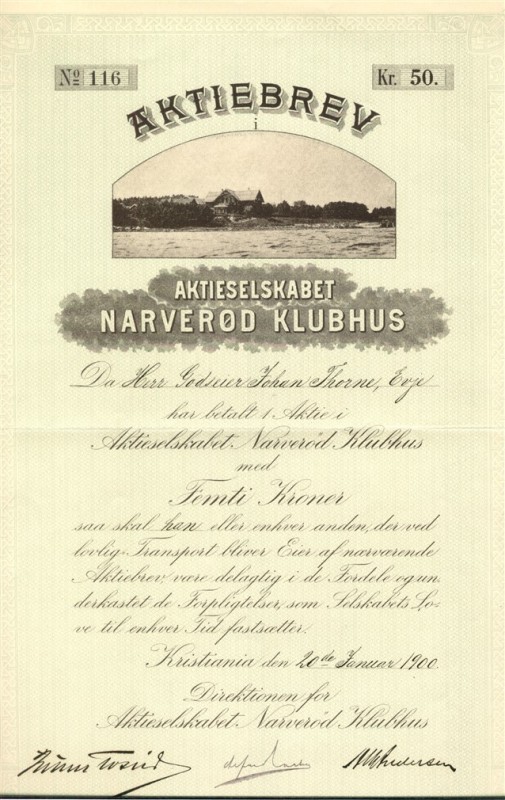 No 116
Kr. 50.
AKTIEBREV
i
AKTIESELSKABET
NARVERØD KLUBHUS
Da Herr Godseier Johan Thorne, Evje
har betalt 1 Aktie i
Aktieselskabet Narverød Klubhus
med
Femti Kroner
saa skal han eller enhver anden, der ved
lovlig Transport bliver Eier af nærværende
Aktiebrev, være delagtig i de Fordele og un-
derkastet de Forpligtelser, som Selskabets Lo-
ve til enhver Tid fastsætter.
Kristiania den 20de Januar 1900.
Direktionen for
Aktieselskabet Narverød Klubhus